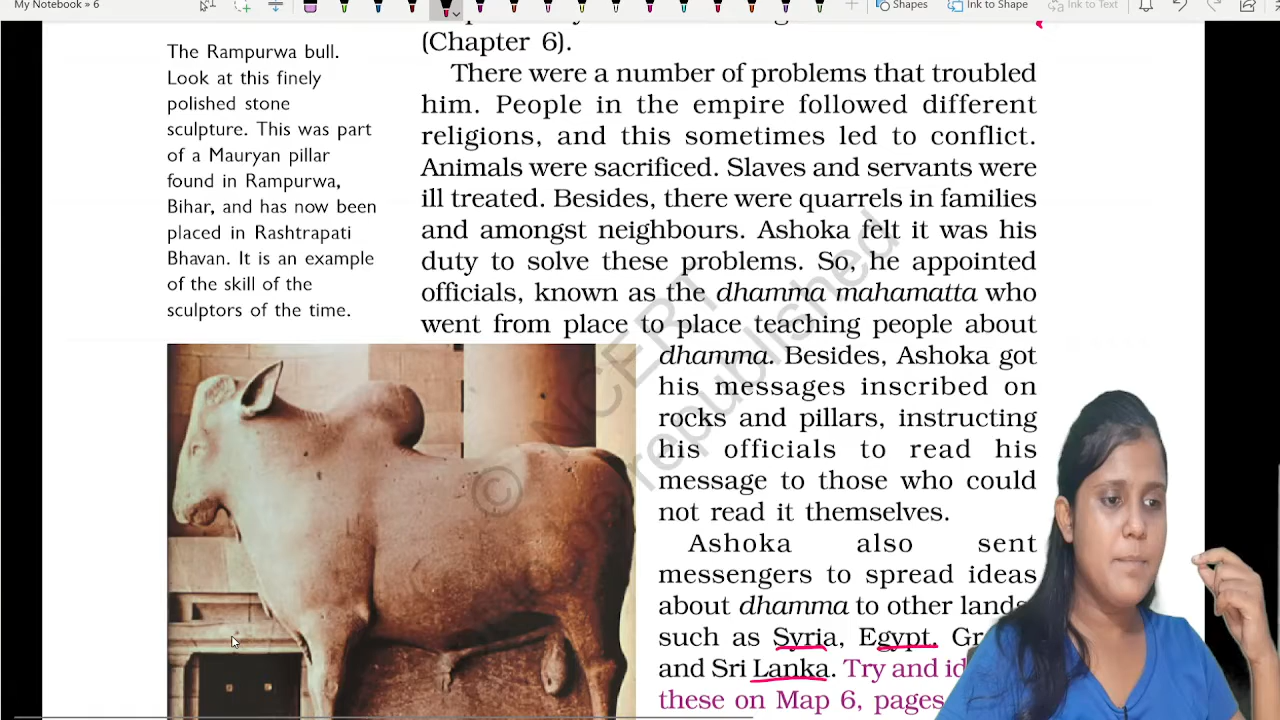 My Notebook » 6
Shapes
Ink to Shape
Ink to Text
The Rampurwa bull.
Look at this finely
polished stone
sculpture. This was part
of a Mauryan pillar
found in Rampurwa,
Bihar, and has now been
placed in Rashtrapati
Bhavan. It is an example
of the skill of the
sculptors of the time.
(Chapter 6).
There were a number of problems that troubled
him. People in the empire followed different
religions, and this sometimes led to conflict.
Animals were sacrificed. Slaves and servants were
ill treated. Besides, there were quarrels in families
and amongst neighbours. Ashoka felt it was his
duty to solve these problems. So, he appointed
officials, known as the dhamma mahamatta who
went from place to place teaching people about
dhamma. Besides, Ashoka got
his messages inscribed on
rocks and pillars, instructing
his officials to read his
message to those who could
not read it themselves.
Ashoka also sent
messengers to spread ideas
about dhamma to other lands
such as Syria, Egypt,
and Sri Lanka. Try and
these on Map 6, pages
© NCERT
republished